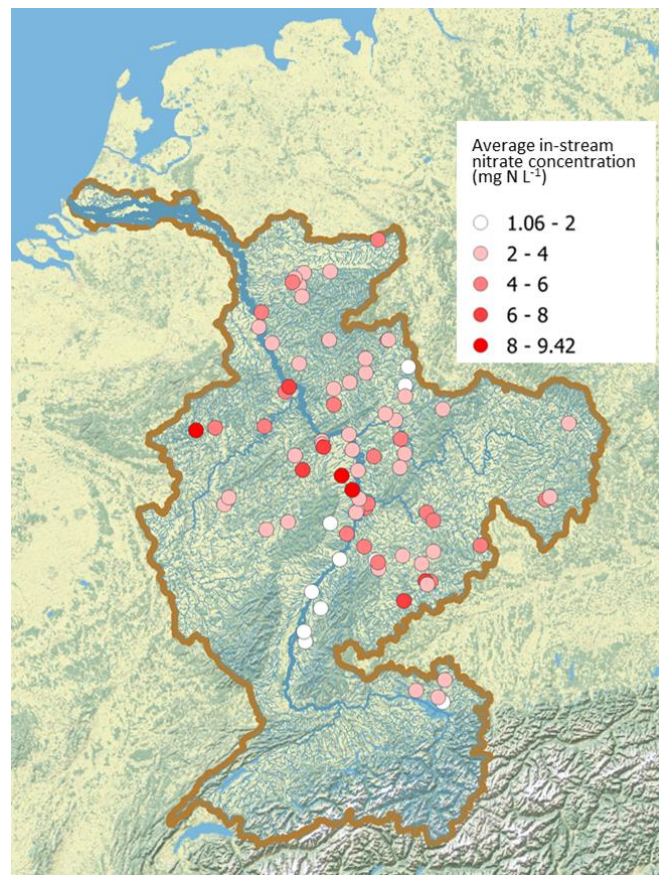 Average in-stream
nitrate concentration
(mg N L⁻¹)
1.06 - 2
2 - 4
4 - 6
6 - 8
8 - 9.42